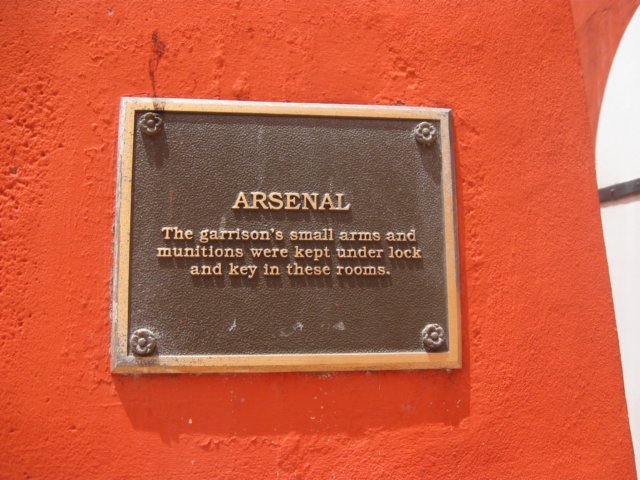 ARSENAL
The garrison's small arms and
munitions were kept under lock
and key in these rooms.